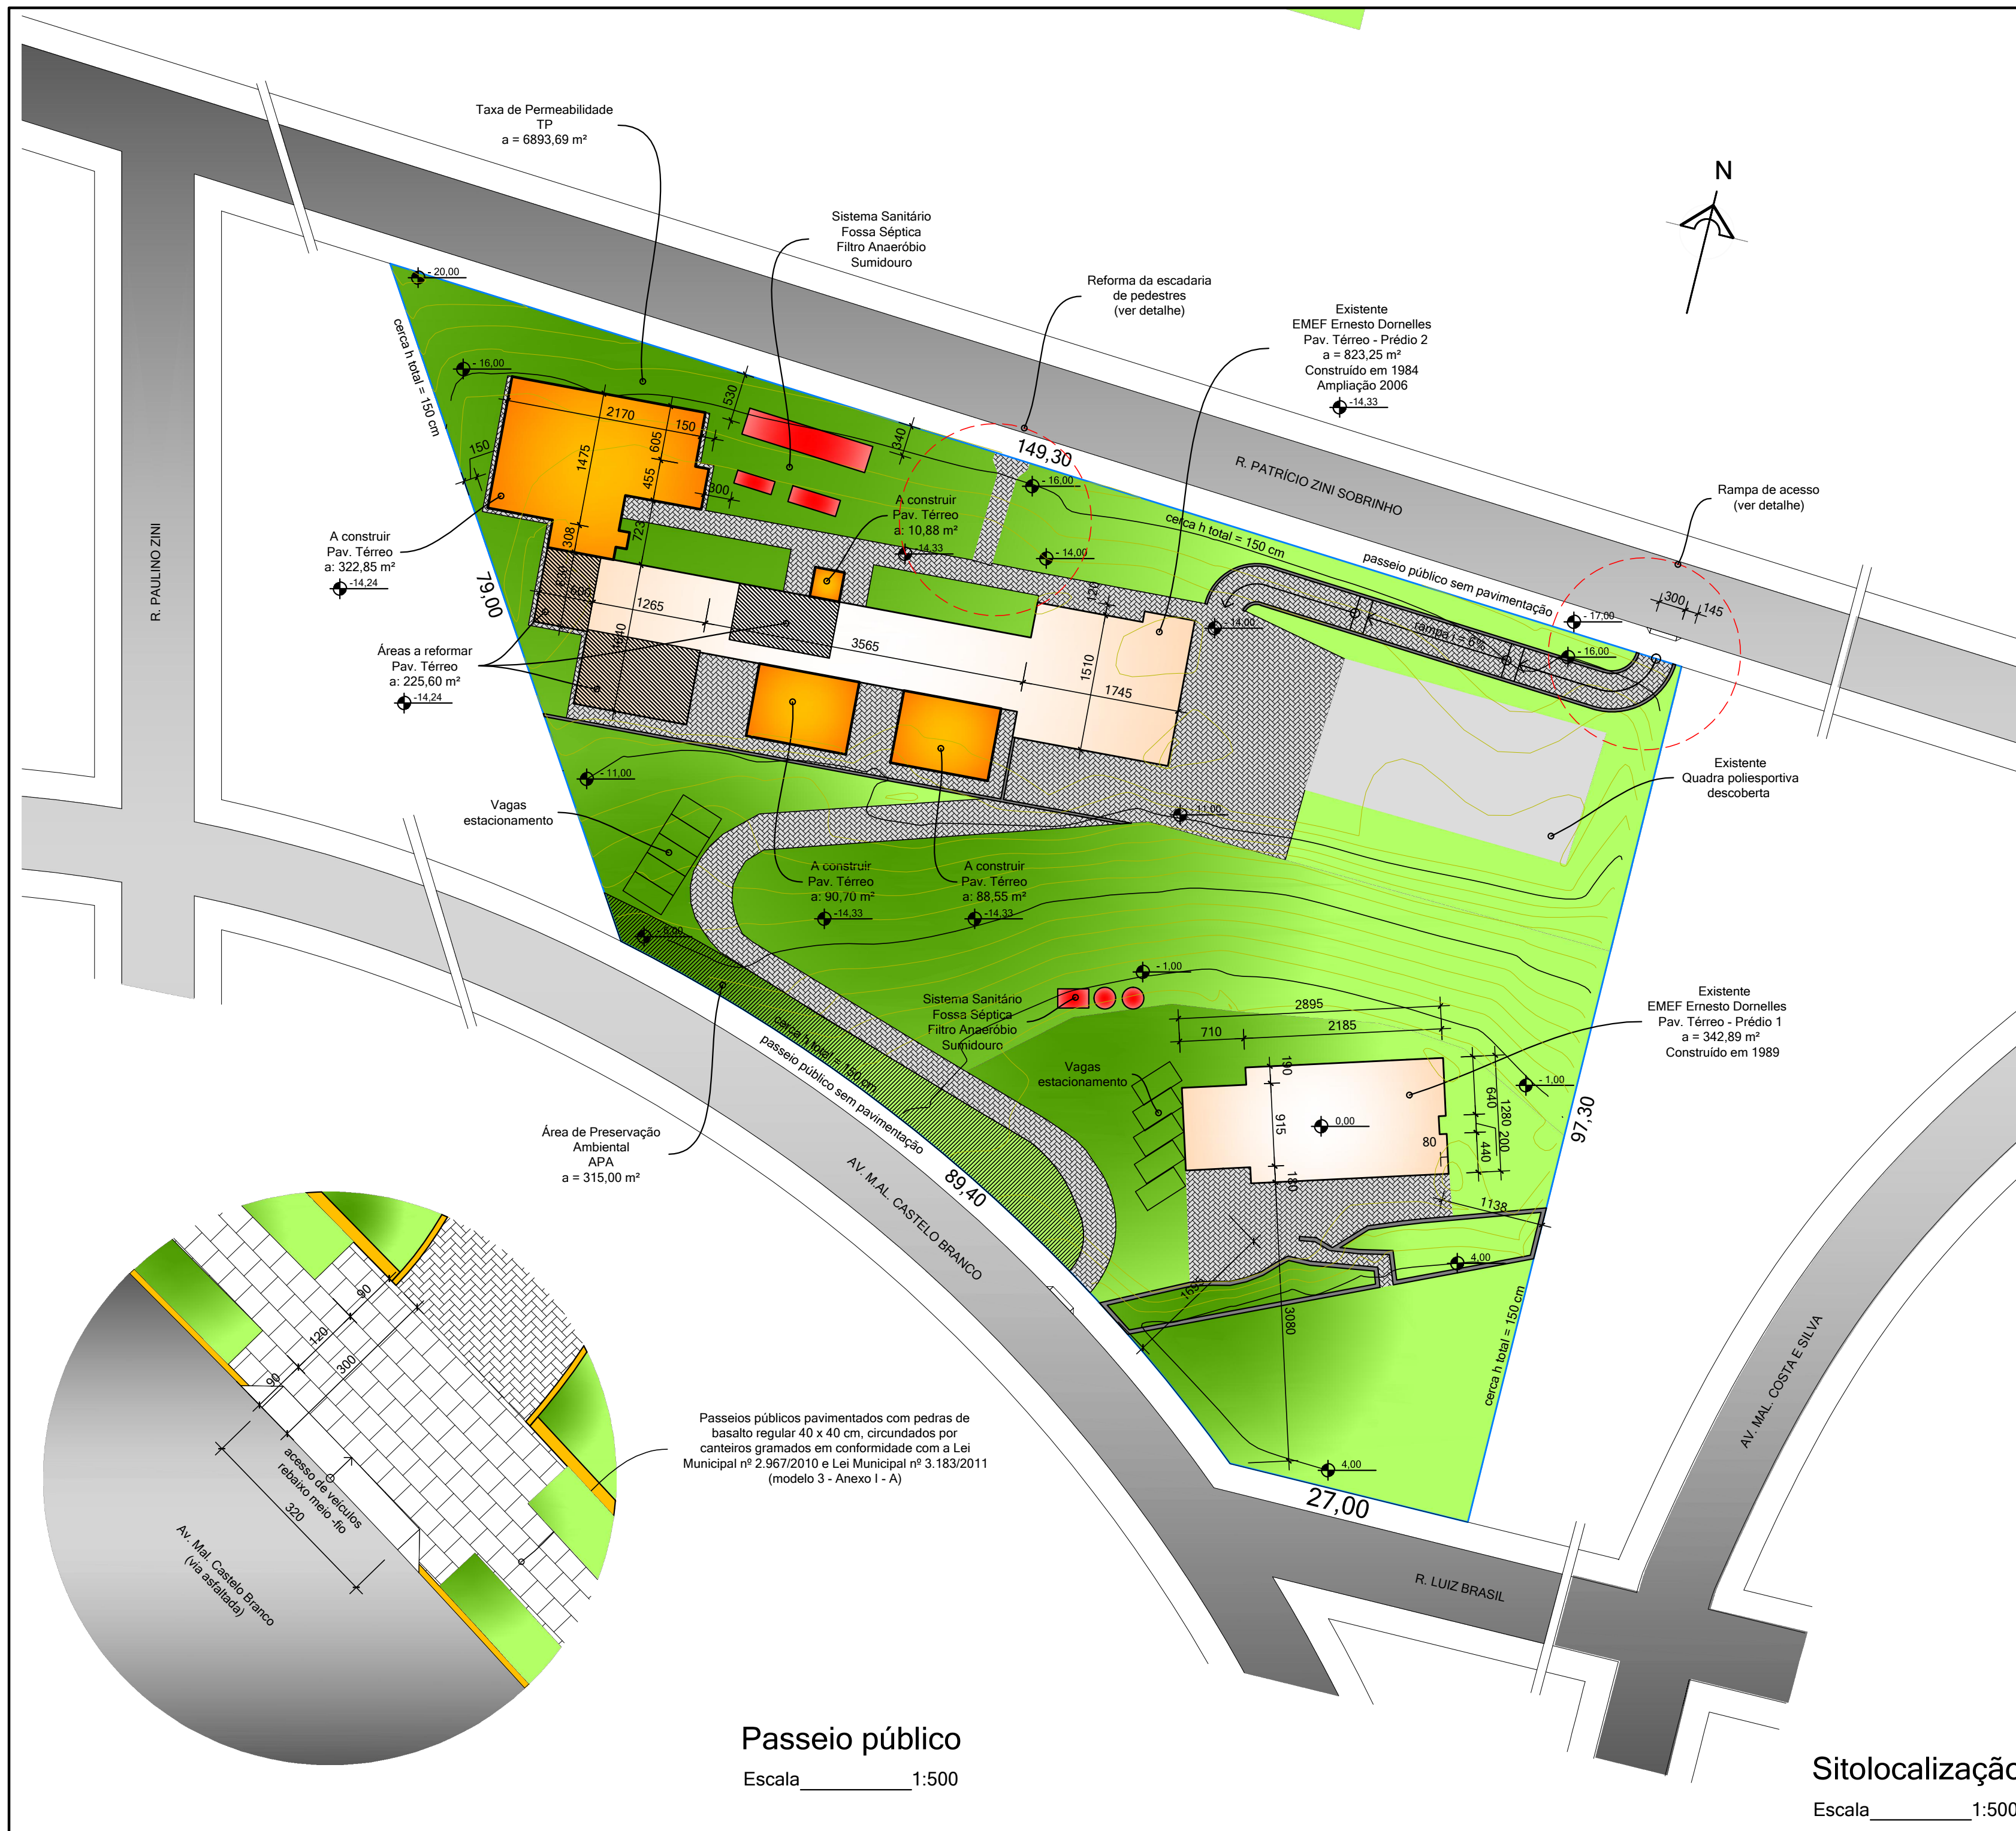 Taxa de Permeabilidade
TP
a = 6893,69 m²
Sistema Sanitário
Fossa Séptica
Filtro Anaeróbio
Sumidouro
Reforma da escadaria
de pedestres
(ver detalhe)
Existente
EMEF Ernesto Dornelles
Pav. Térreo - Prédio 2
a = 823,25 m²
Construído em 1984
Ampliação 2006
-14,33
N
- 20,00
- 16,00
cerca h total = 150 cm
530
340
149,30
R. PATRÍCIO ZINI SOBRINHO
Rampa de acesso
(ver detalhe)
2170
150
150
1475
605
455
300
308
723
- 16,00
A construir
Pav. Térreo
a: 10,88 m²
-14,33
- 14,00
cerca h total = 150 cm
passeio público sem pavimentação
300
145
- 17,00
- 16,00
rampa i = 6%
R. PAULINO ZINI
A construir
Pav. Térreo
a: 322,85 m²
-14,24
79,00
600
1265
3565
1510
1745
14,00
Áreas a reformar
Pav. Térreo
a: 225,60 m²
-14,24
- 11,00
Existente
Quadra poliesportiva
descoberta
Vagas
estacionamento
- 11,00
A construir
Pav. Térreo
a: 90,70 m²
-14,33
A construir
Pav. Térreo
a: 88,55 m²
-14,33
- 1,00
Sistema Sanitário
Fossa Séptica
Filtro Anaeróbio
Sumidouro
2895
710
2185
Existente
EMEF Ernesto Dornelles
Pav. Térreo - Prédio 1
a = 342,89 m²
Construído em 1989
Vagas
estacionamento
190
915
180
0,00
80
640
1280
200
440
- 1,00
97,30
cerca h total = 150 cm
passeio público sem pavimentação
Área de Preservação
Ambiental
APA
a = 315,00 m²
AV. M.AL. CASTELO BRANCO
89,40
1138
4,00
3080
cerca h total = 150 cm
4,00
27,00
AV. MAL. COSTA E SILVA
R. LUIZ BRASIL
90
120
300
90
acesso de veículos
rebaixo meio -fio
320
Av. Mal. Castelo Branco
(via asfaltada)
Passeios públicos pavimentados com pedras de
basalto regular 40 x 40 cm, circundados por
canteiros gramados em conformidade com a Lei
Municipal nº 2.967/2010 e Lei Municipal nº 3.183/2011
(modelo 3 - Anexo I - A)
Passeio público
Escala 1:500
Sitolocalização
Escala 1:500